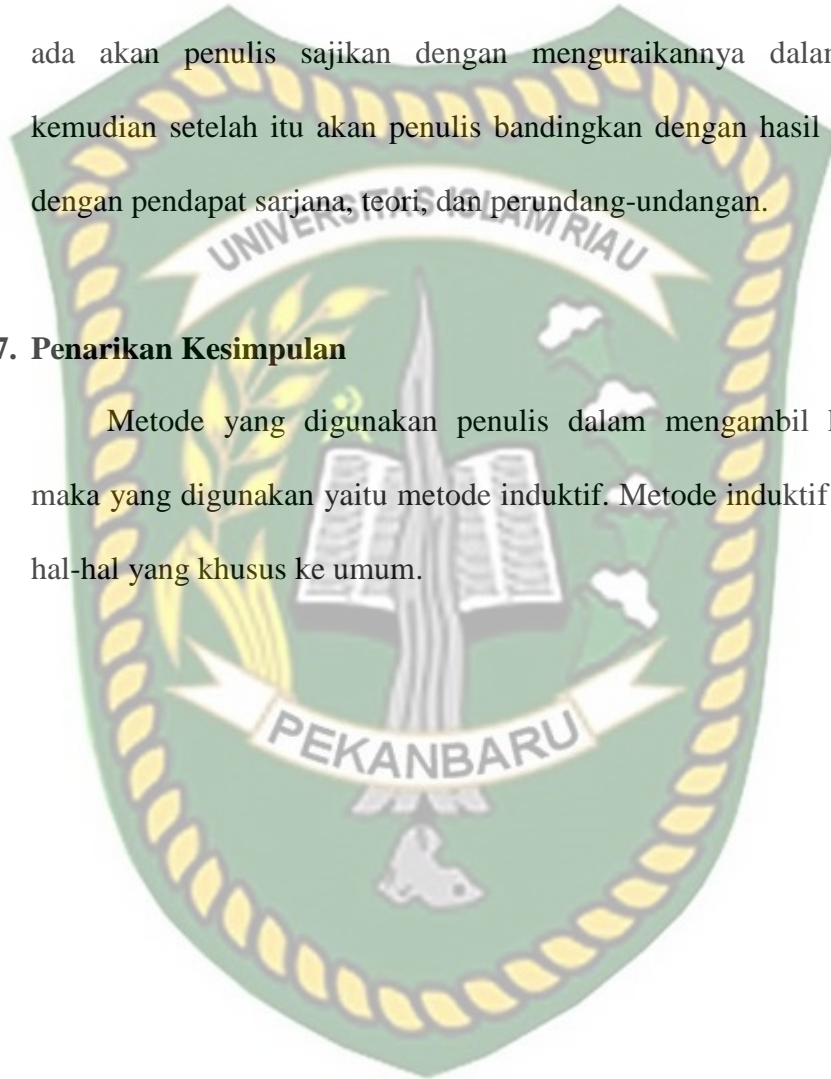 ada akan penulis sajikan dengan menguraikannya dalam
kemudian setelah itu akan penulis bandingkan dengan hasil
dengan pendapat sarjana, teori, dan perundang-undangan.
UNIVERSITAS ISLAM RIAU
7. Penarikan Kesimpulan
Metode yang digunakan penulis dalam mengambil
maka yang digunakan yaitu metode induktif. Metode induktif
hal-hal yang khusus ke umum.
PEKANBARU